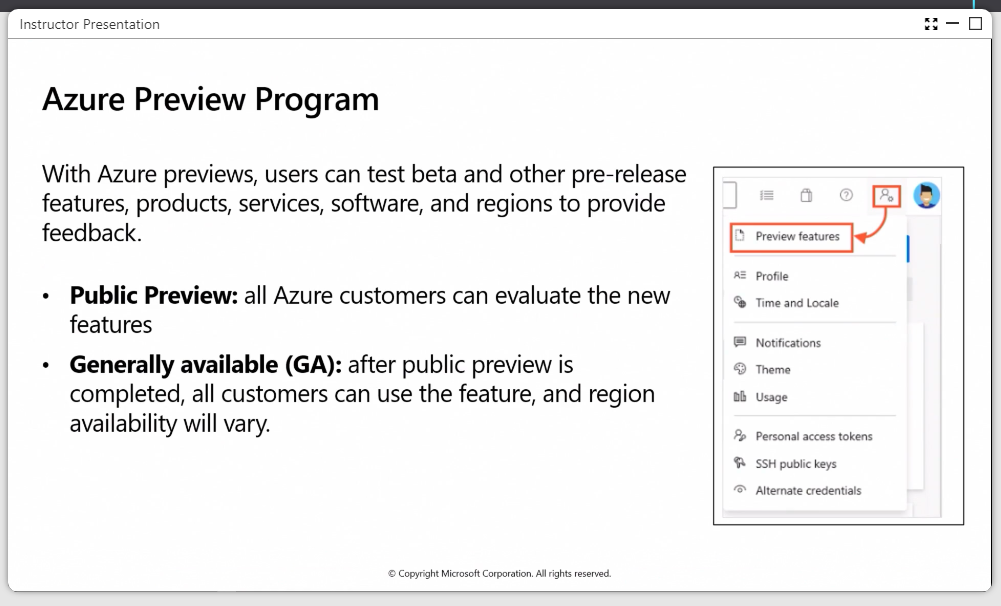 Instructor Presentation
Azure Preview Program
With Azure previews, users can test beta and other pre-release
features, products, services, software, and regions to provide
feedback.
• Public Preview: all Azure customers can evaluate the new
features
• Generally available (GA): after public preview is
completed, all customers can use the feature, and region
availability will vary.
Preview features
Profile
Time and Locale
Notifications
Theme
Usage
Personal access tokens
SSH public keys
Alternate credentials
© Copyright Microsoft Corporation. All rights reserved.